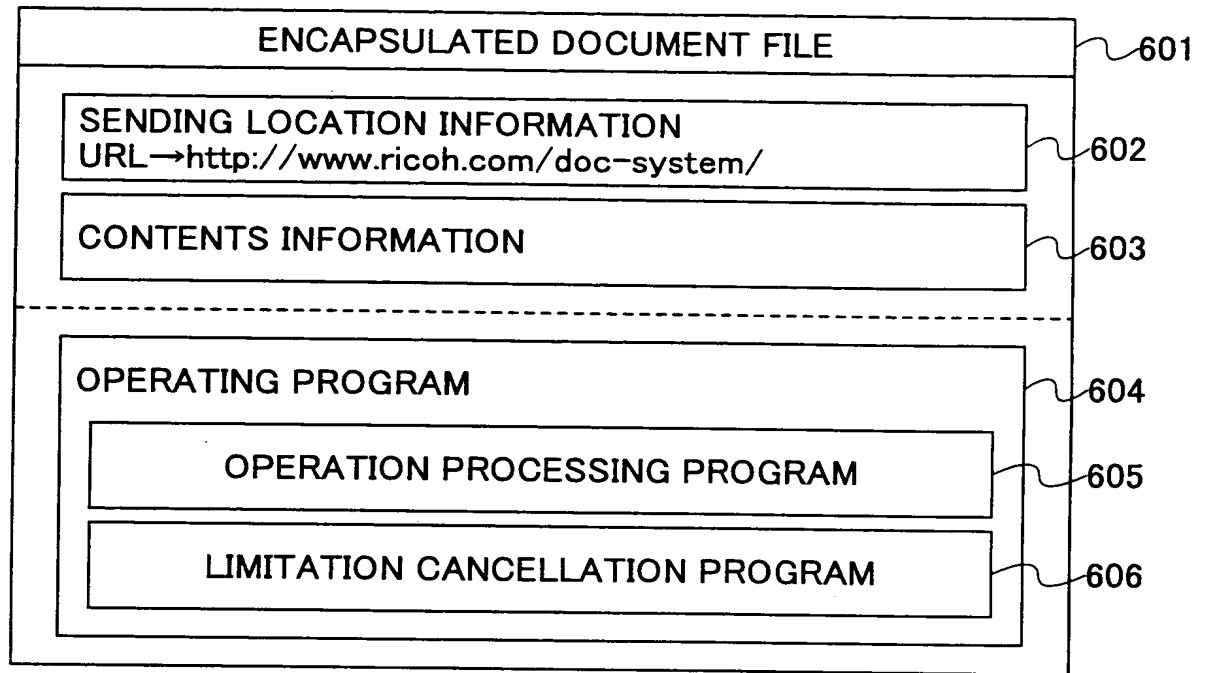 ENCAPSULATED DOCUMENT FILE
601
SENDING LOCATION INFORMATION
URL→http://www.ricoh.com/doc-system/
602
CONTENTS INFORMATION
603
OPERATING PROGRAM
604
OPERATION PROCESSING PROGRAM
605
LIMITATION CANCELLATION PROGRAM
606